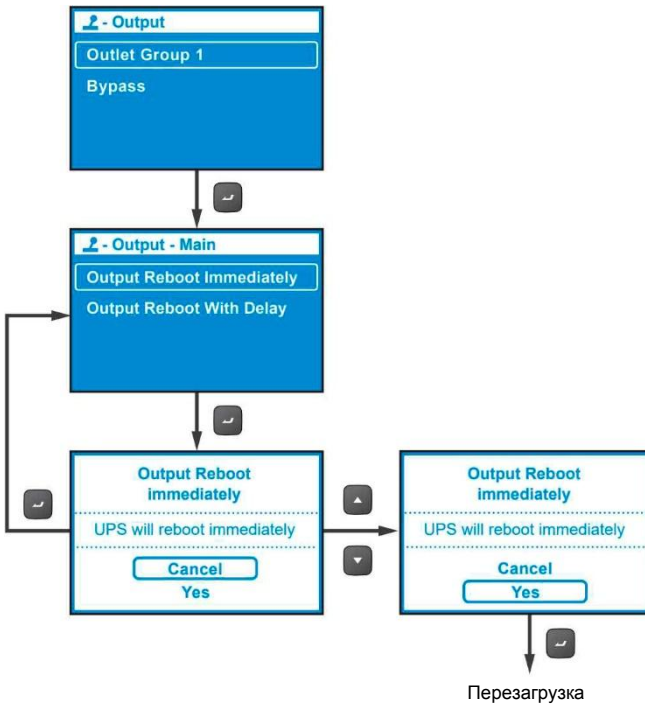 - Output
Outlet Group 1
Bypass
- Output - Main
Output Reboot Immediately
Output Reboot With Delay
Output Reboot
immediately
UPS will reboot immediately
Cancel
Yes
Output Reboot
immediately
UPS will reboot immediately
Cancel
Yes
Перезагрузка